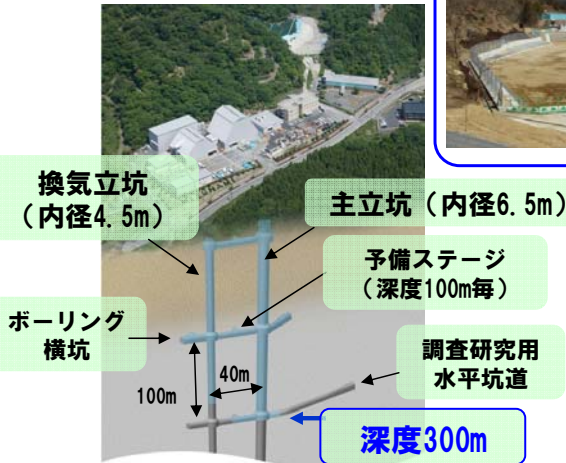 換気立坑
（内径4.5m）
主立坑（内径6.5m）
予備ステージ
（深度100m毎）
ボーリング
横坑
40m
100m
調査研究用
水平坑道
深度300m